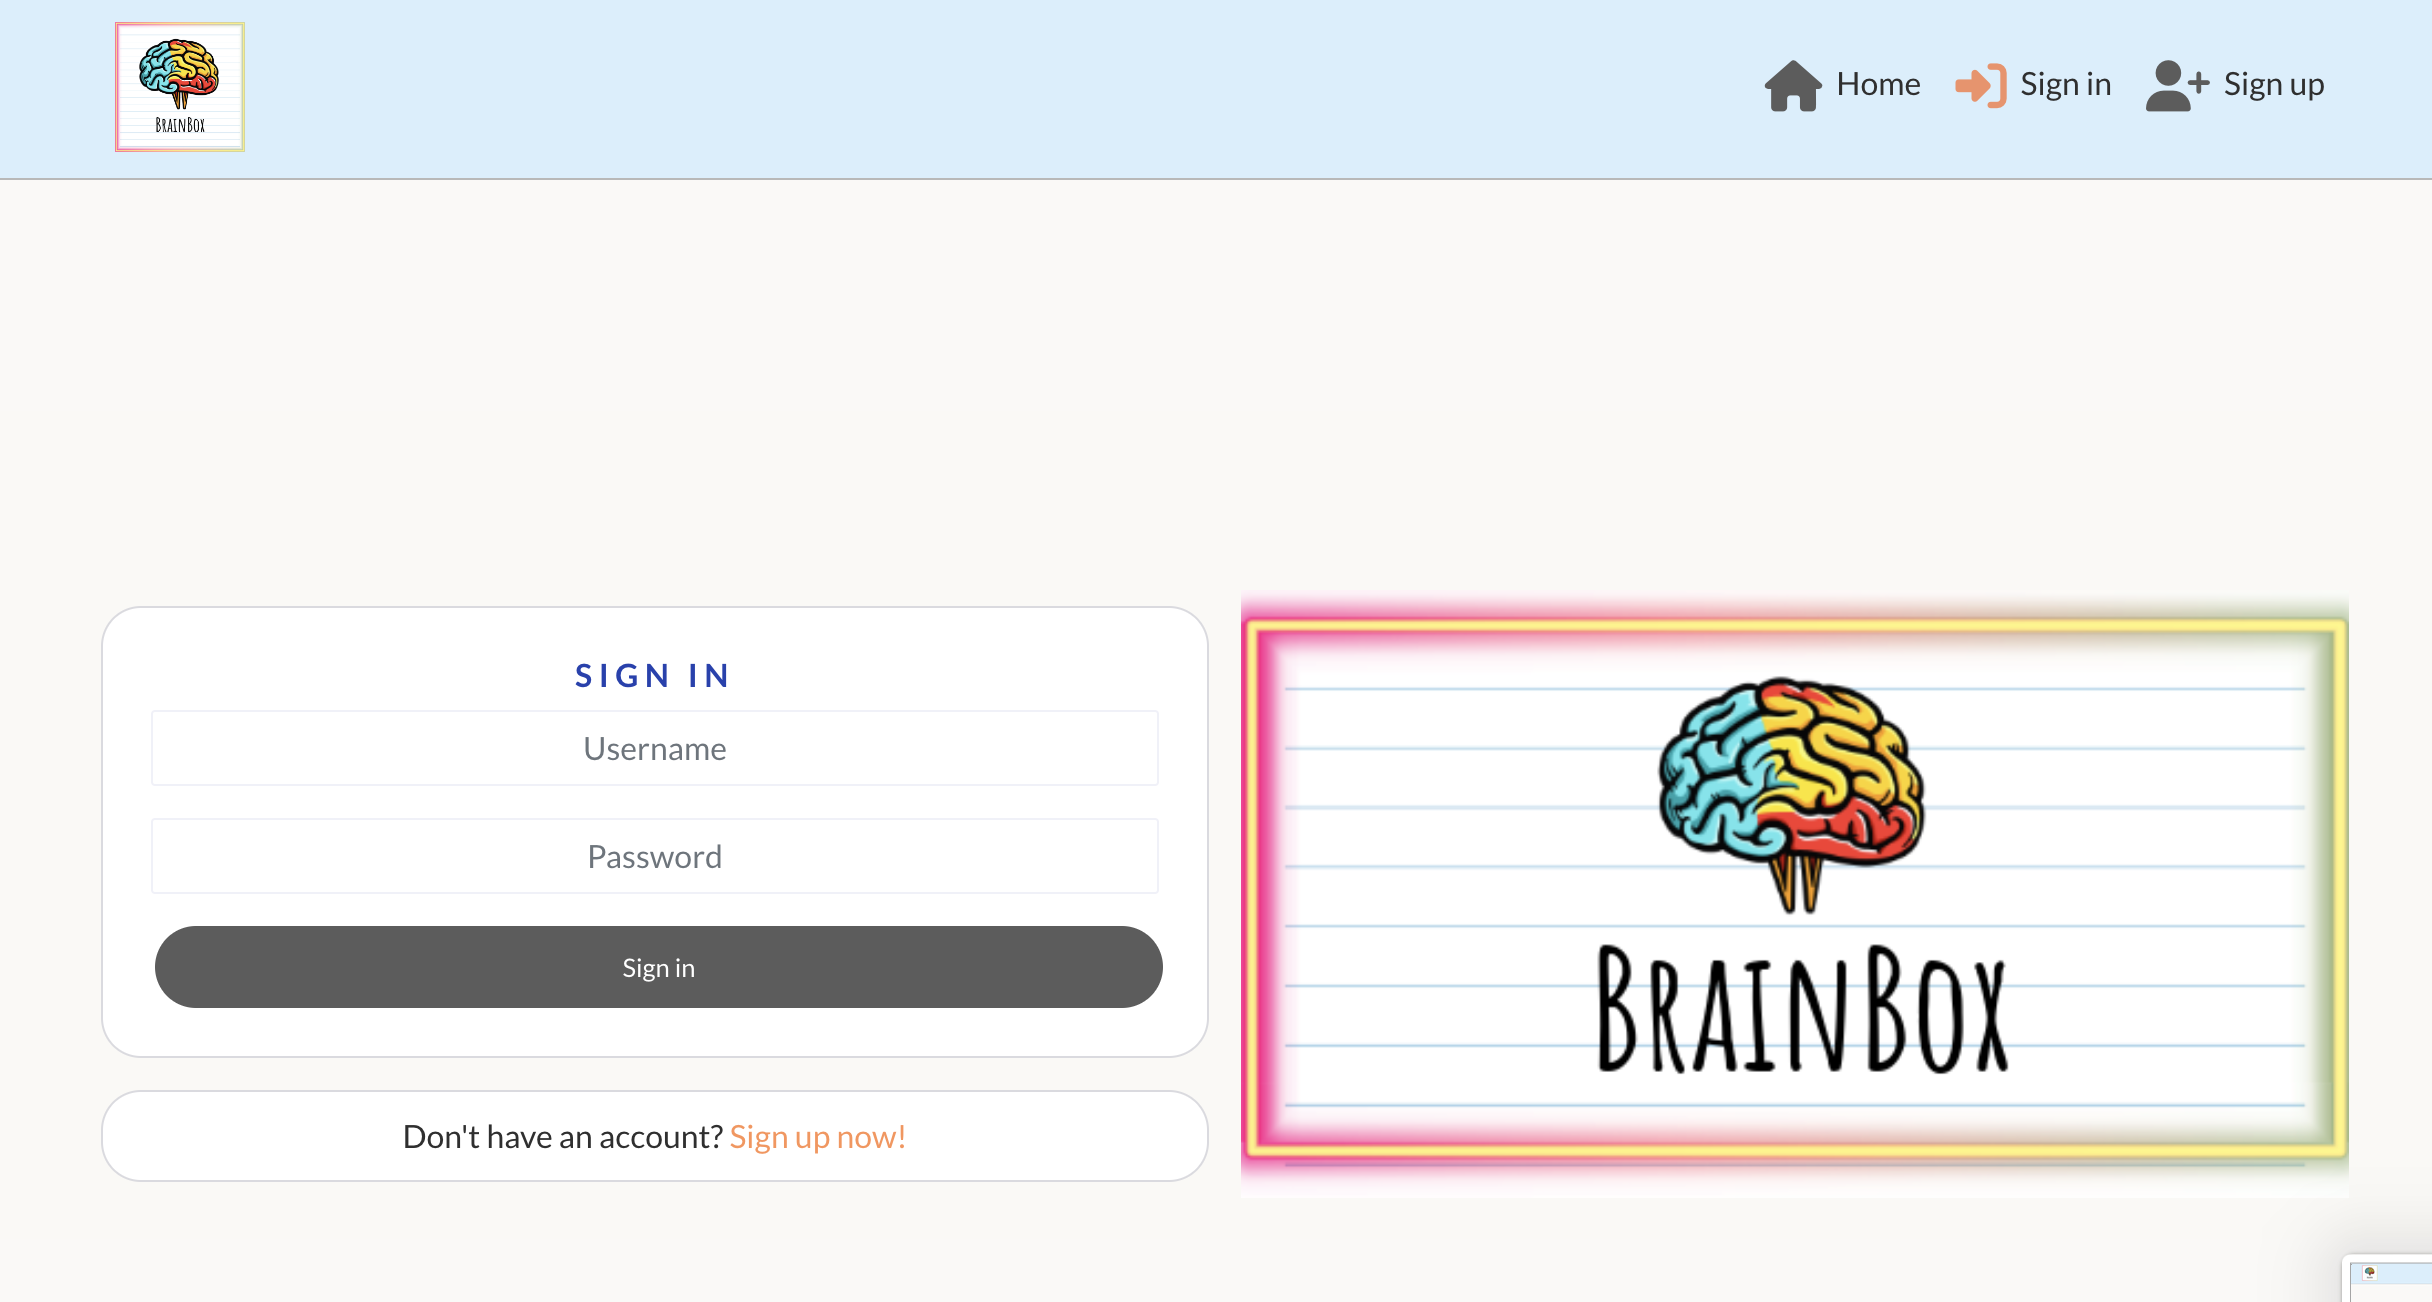 BRAINBOX
Home
Sign in
Sign up
SIGN IN
Username
Password
Sign in
Don't have an account? Sign up now!
BRAINBOX